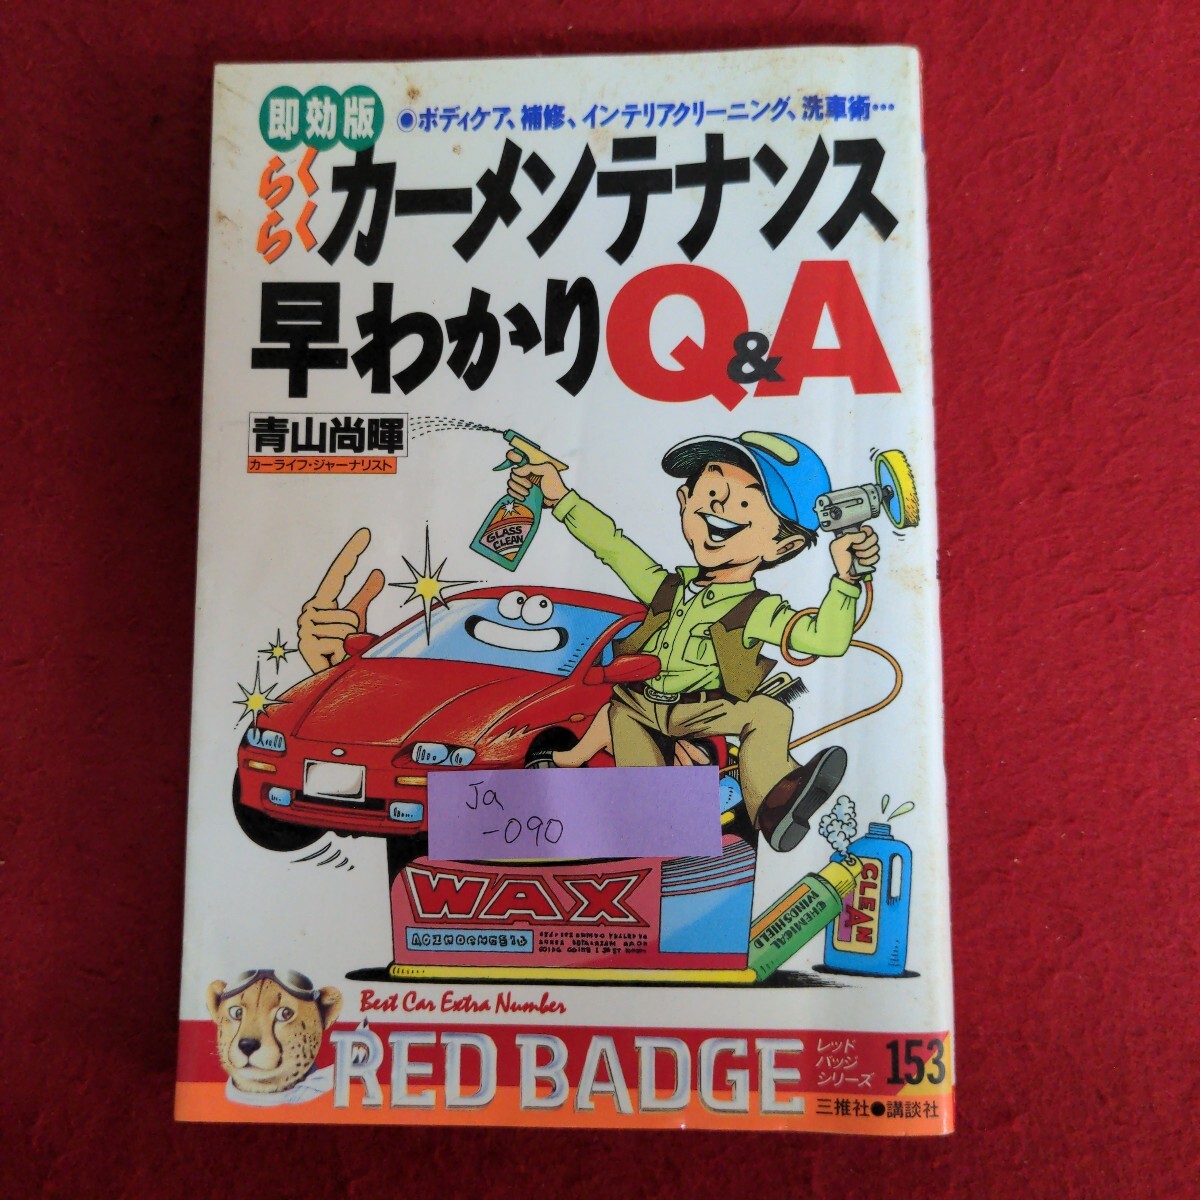 即効版
●ボディケア、補修、インテリアクリーニング、洗車術…
らくらくカーメンテナンス
早わかりQ&A
青山尚暉
カーライフ・ジャーナリスト
GLASS CLEAN
Ja
-090
WAX
CHEMICAL WINDSHIELD
CLEAN
Best Car Extra Number
RED BADGE
レッドバッジシリーズ 153
三推社●講談社